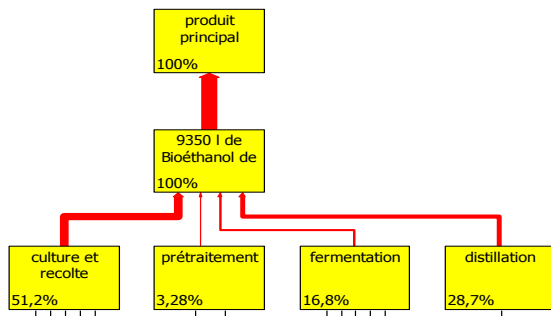 produit
principal
100%
9350 l de
Bioéthanol de
100%
culture et
recolte
51,2%
prétraitement
3,28%
fermentation
16,8%
distillation
28,7%